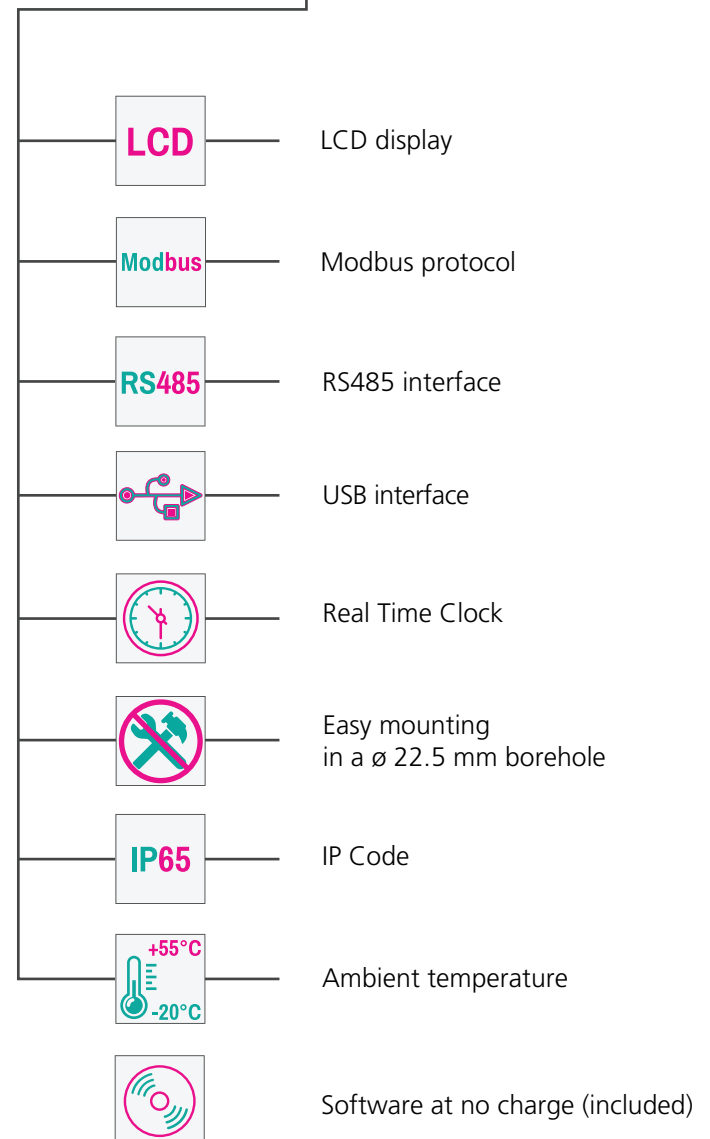 LCD
LCD display
Modbus
Modbus protocol
RS485
RS485 interface
USB interface
Real Time Clock
Easy mounting
in a ø 22.5 mm borehole
IP65
IP Code
+55°C
-20°C
Ambient temperature
Software at no charge (included)